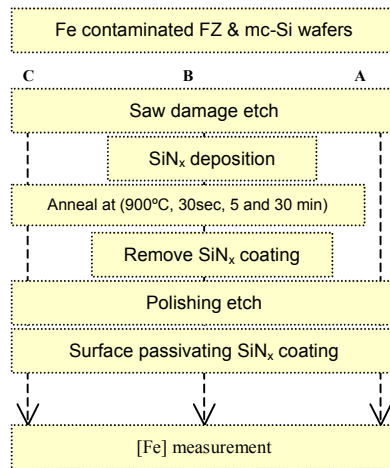 Fe contaminated FZ & mc-Si wafers
C B A
Saw damage etch
SiNx deposition
Anneal at (900ºC, 30sec, 5 and 30 min)
Remove SiNx coating
Polishing etch
Surface passivating SiNx coating
[Fe] measurement